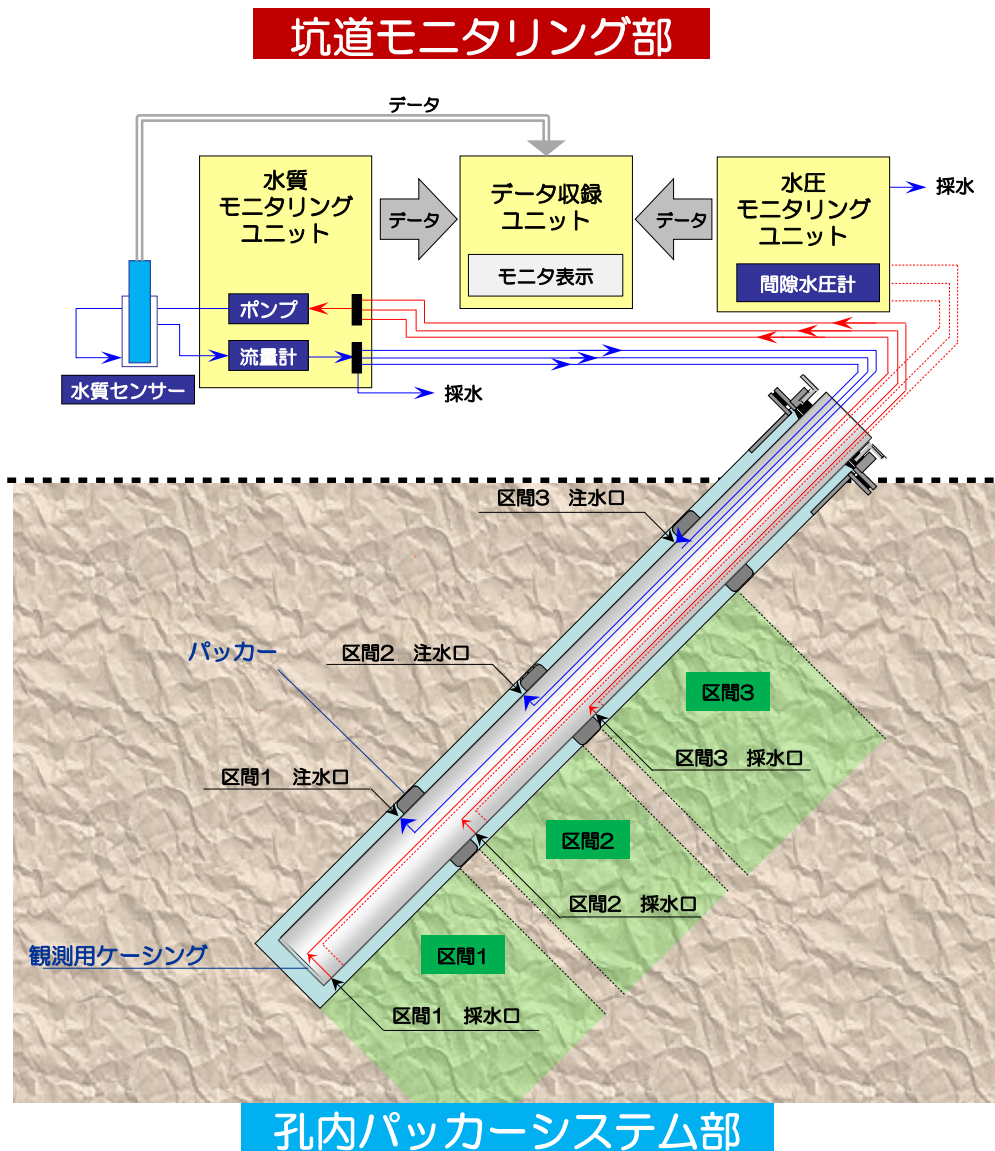 坑道モニタリング部
データ
水質
モニタリング
ユニット
データ
データ収録
ユニット
モニタ表示
データ
水圧
モニタリング
ユニット
間隙水圧計
採水
ポンプ
流量計
水質センサー
採水
区間3 注水口
パッカー
区間2 注水口
区間3
区間3 採水口
区間1 注水口
区間2
区間2 採水口
観測用ケーシング
区間1
区間1 採水口
孔内パッカーシステム部